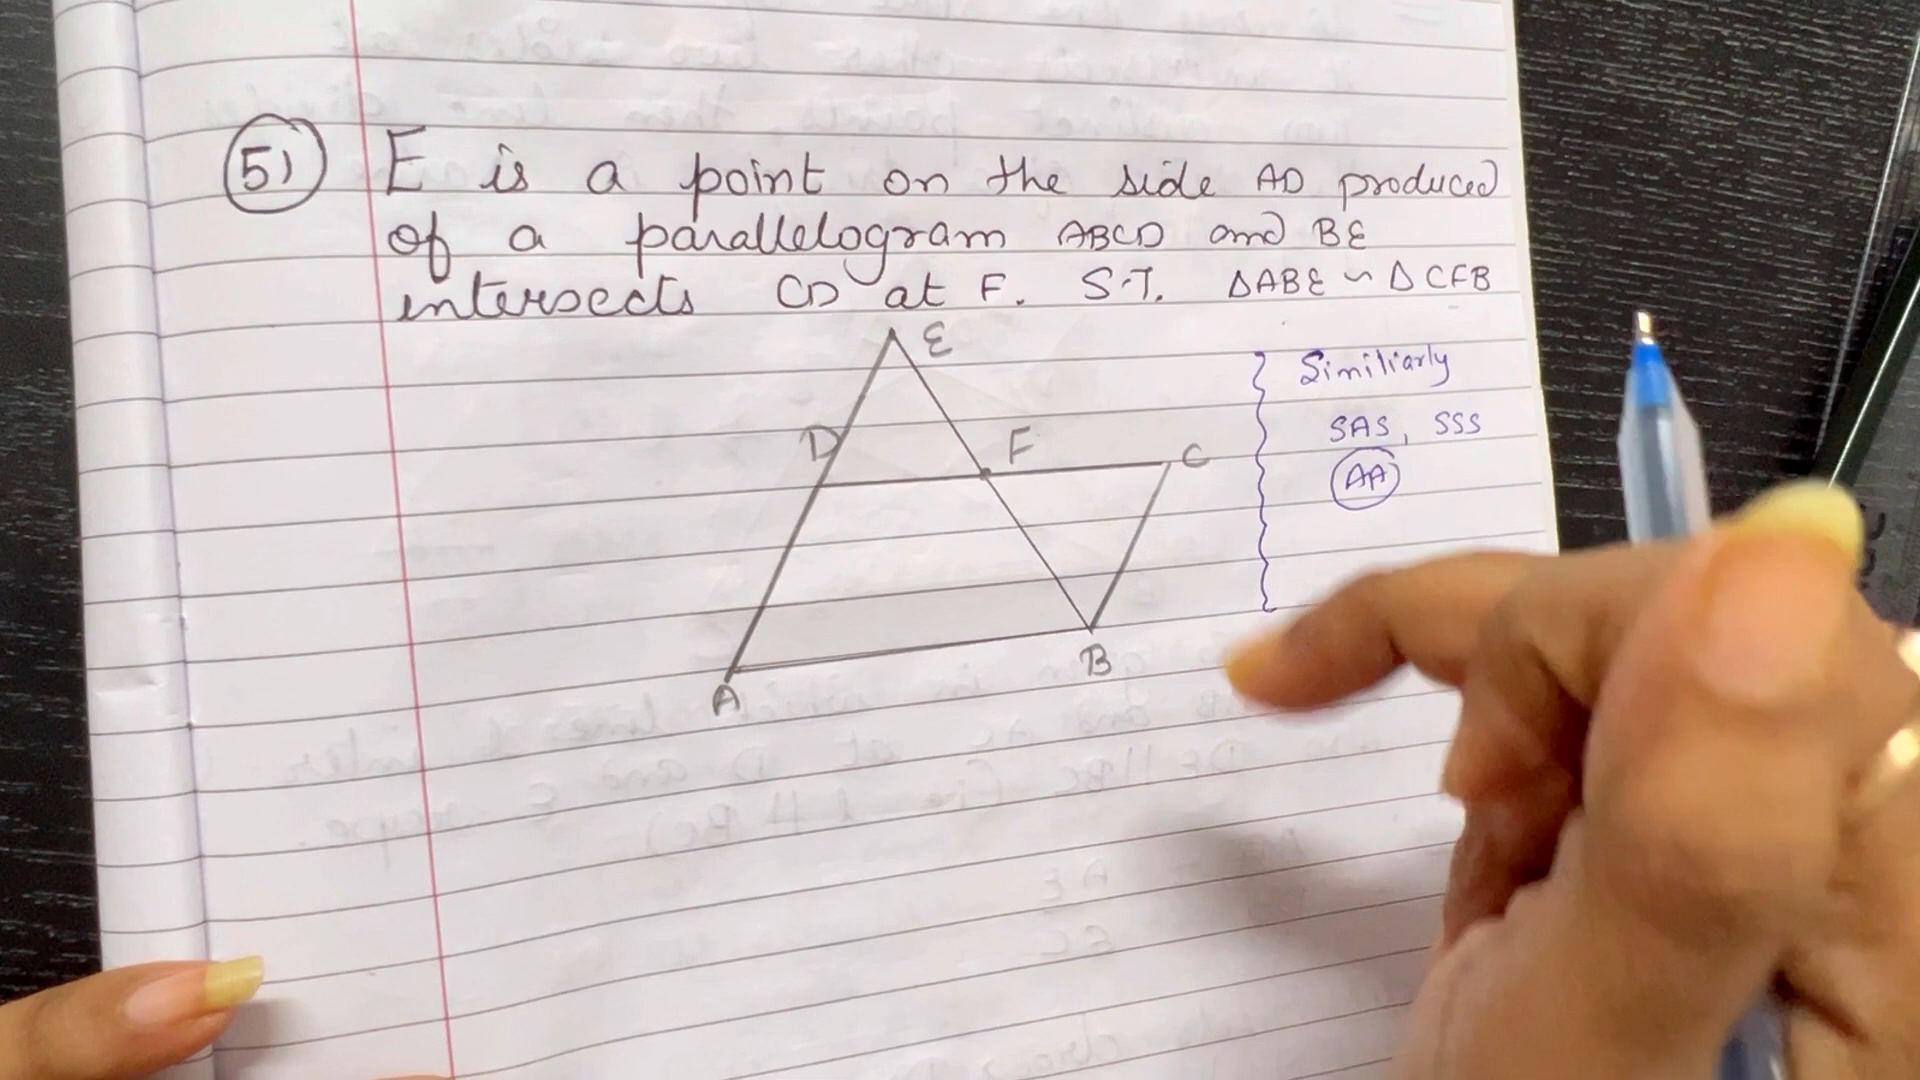 5) E is a point on the side AD produced
of a parallelogram ABCD and BE
intersects CD at F. S.T. ΔABE ∽ ΔCFB
E
Similiarly
D
F
C
SAS, SSS
AA
B
A